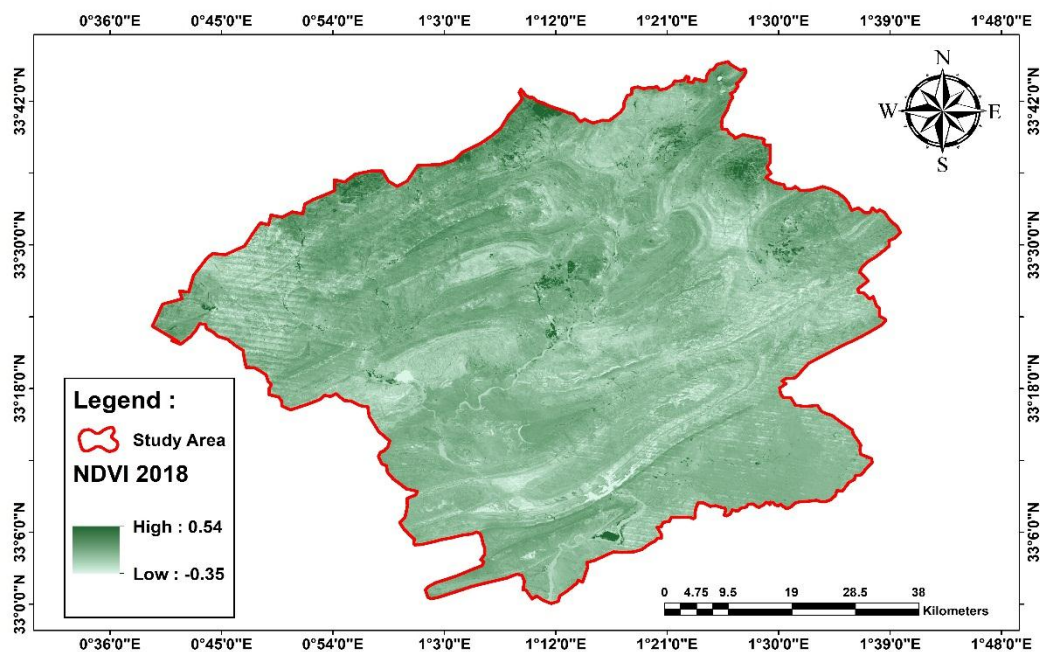 0°36'0"E 0°45'0"E 0°54'0"E 1°3'0"E 1°12'0"E 1°21'0"E 1°30'0"E 1°39'0"E 1°48'0"E
33°42'0"N
33°42'0"N
N
W E
S
33°30'0"N
33°30'0"N
33°18'0"N
33°18'0"N
Legend :
Study Area
NDVI 2018
High : 0.54
Low : -0.35
33°6'0"N
33°6'0"N
33°0'0"N
33°0'0"N
0 4.75 9.5 19 28.5 38
Kilometers
0°36'0"E 0°45'0"E 0°54'0"E 1°3'0"E 1°12'0"E 1°21'0"E 1°30'0"E 1°39'0"E 1°48'0"E